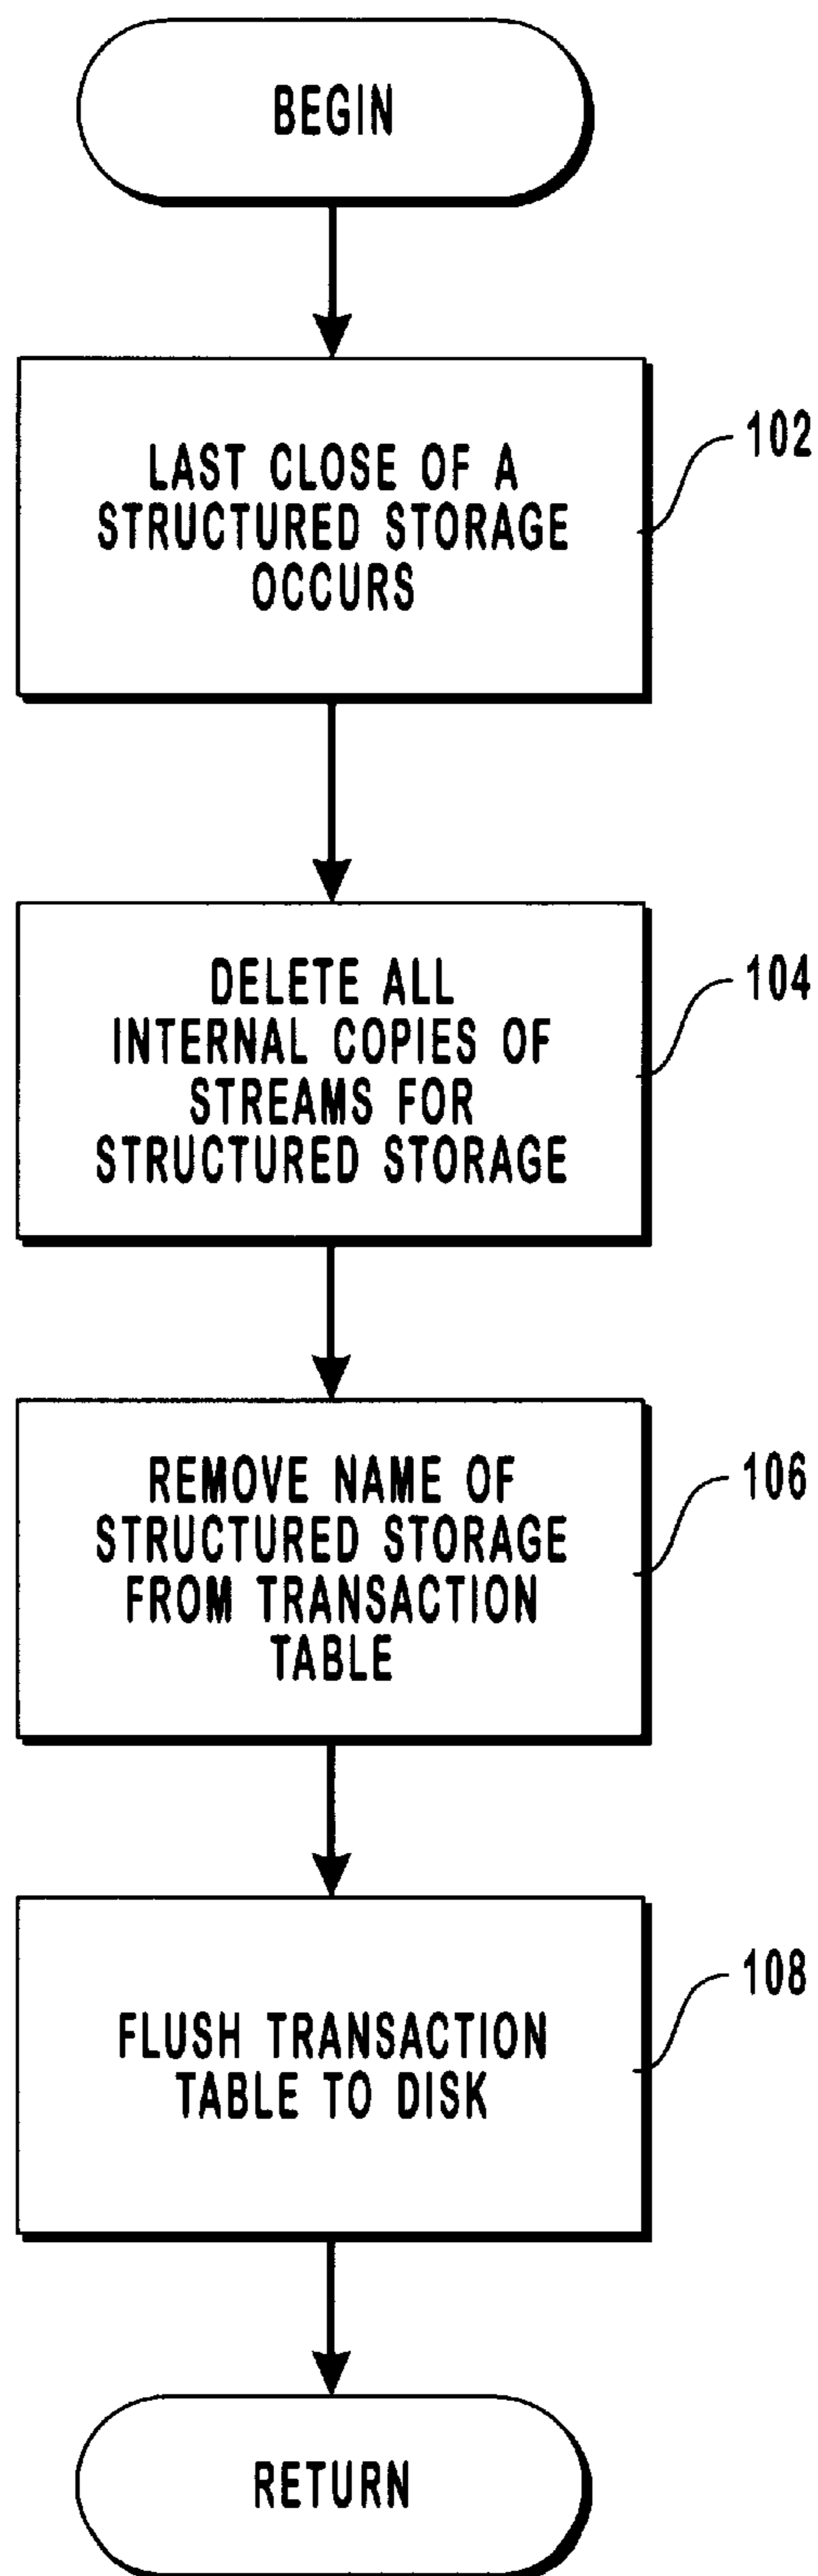 BEGIN
LAST CLOSE OF A
STRUCTURED STORAGE
OCCURS
102
DELETE ALL
INTERNAL COPIES OF
STREAMS FOR
STRUCTURED STORAGE
104
REMOVE NAME OF
STRUCTURED STORAGE
FROM TRANSACTION
TABLE
106
FLUSH TRANSACTION
TABLE TO DISK
108
RETURN